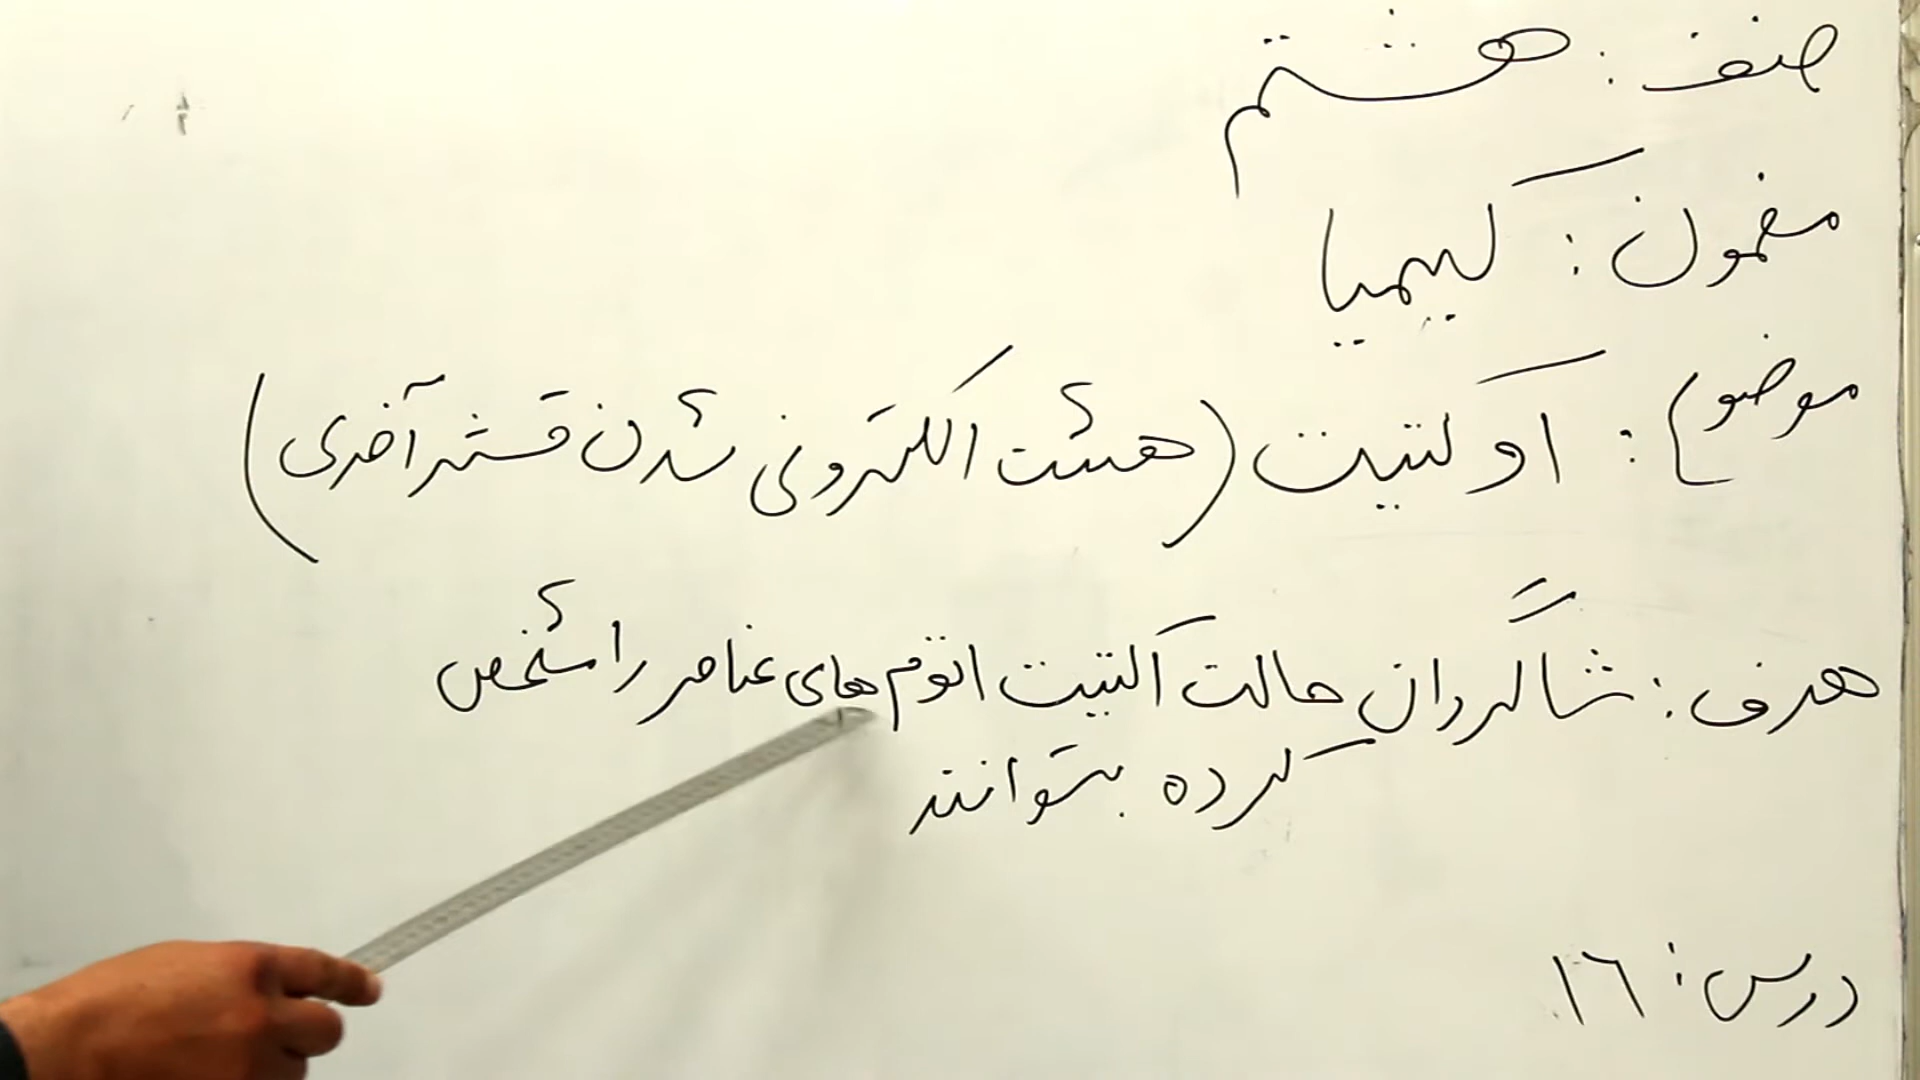 صنف : هشتم
مضمون : کیمیا
موضوع : اوکتیت (هشت الکترونی شدن قشر آخری)
هدف : شاگردان حالت اکتیت اتوم های عناصر را مشخص
کرده بتوانند
درس : ١٦